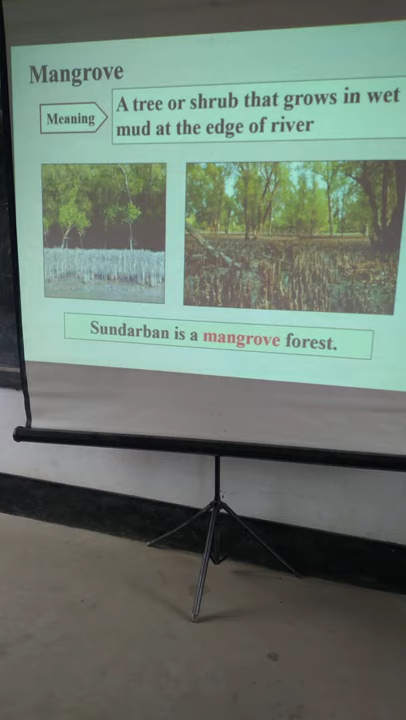 Mangrove
Meaning
A tree or shrub that grows in wet
mud at the edge of river
Sundarban is a mangrove forest.